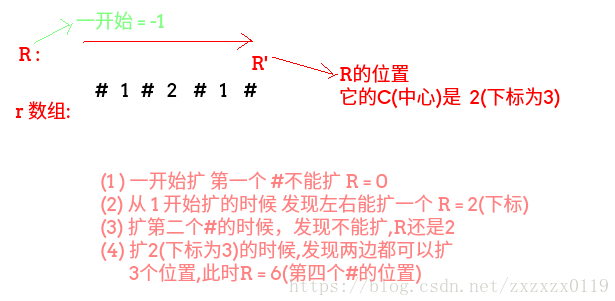 一开始 = -1
R :
R'
R的位置
它的C(中心)是 2(下标为3)
# 1 # 2 # 1 #
r 数组:
(1 ) 一开始扩 第一个 #不能扩 R = 0
(2) 从 1 开始扩的时候 发现左右能扩一个 R = 2(下标)
(3) 扩第二个#的时候，发现不能扩,R还是2
(4) 扩2(下标为3)的时候,发现两边都可以扩
3个位置,此时R = 6(第四个#的位置)
https://blog.csdn.net/zxzxzx0119